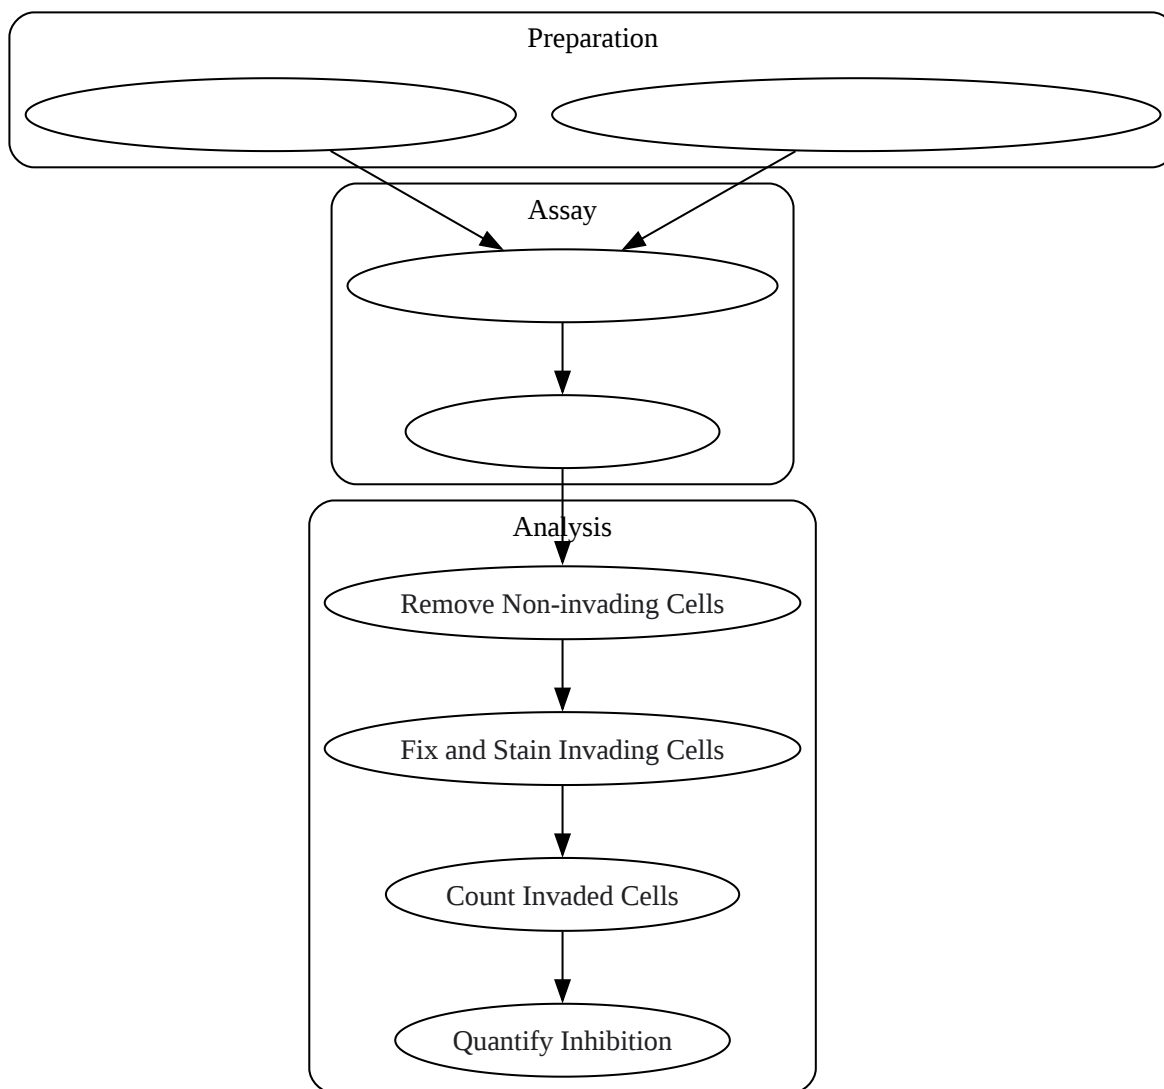 Preparation
Assay
Analysis
Remove Non-invading Cells
Fix and Stain Invading Cells
Count Invaded Cells
Quantify Inhibition